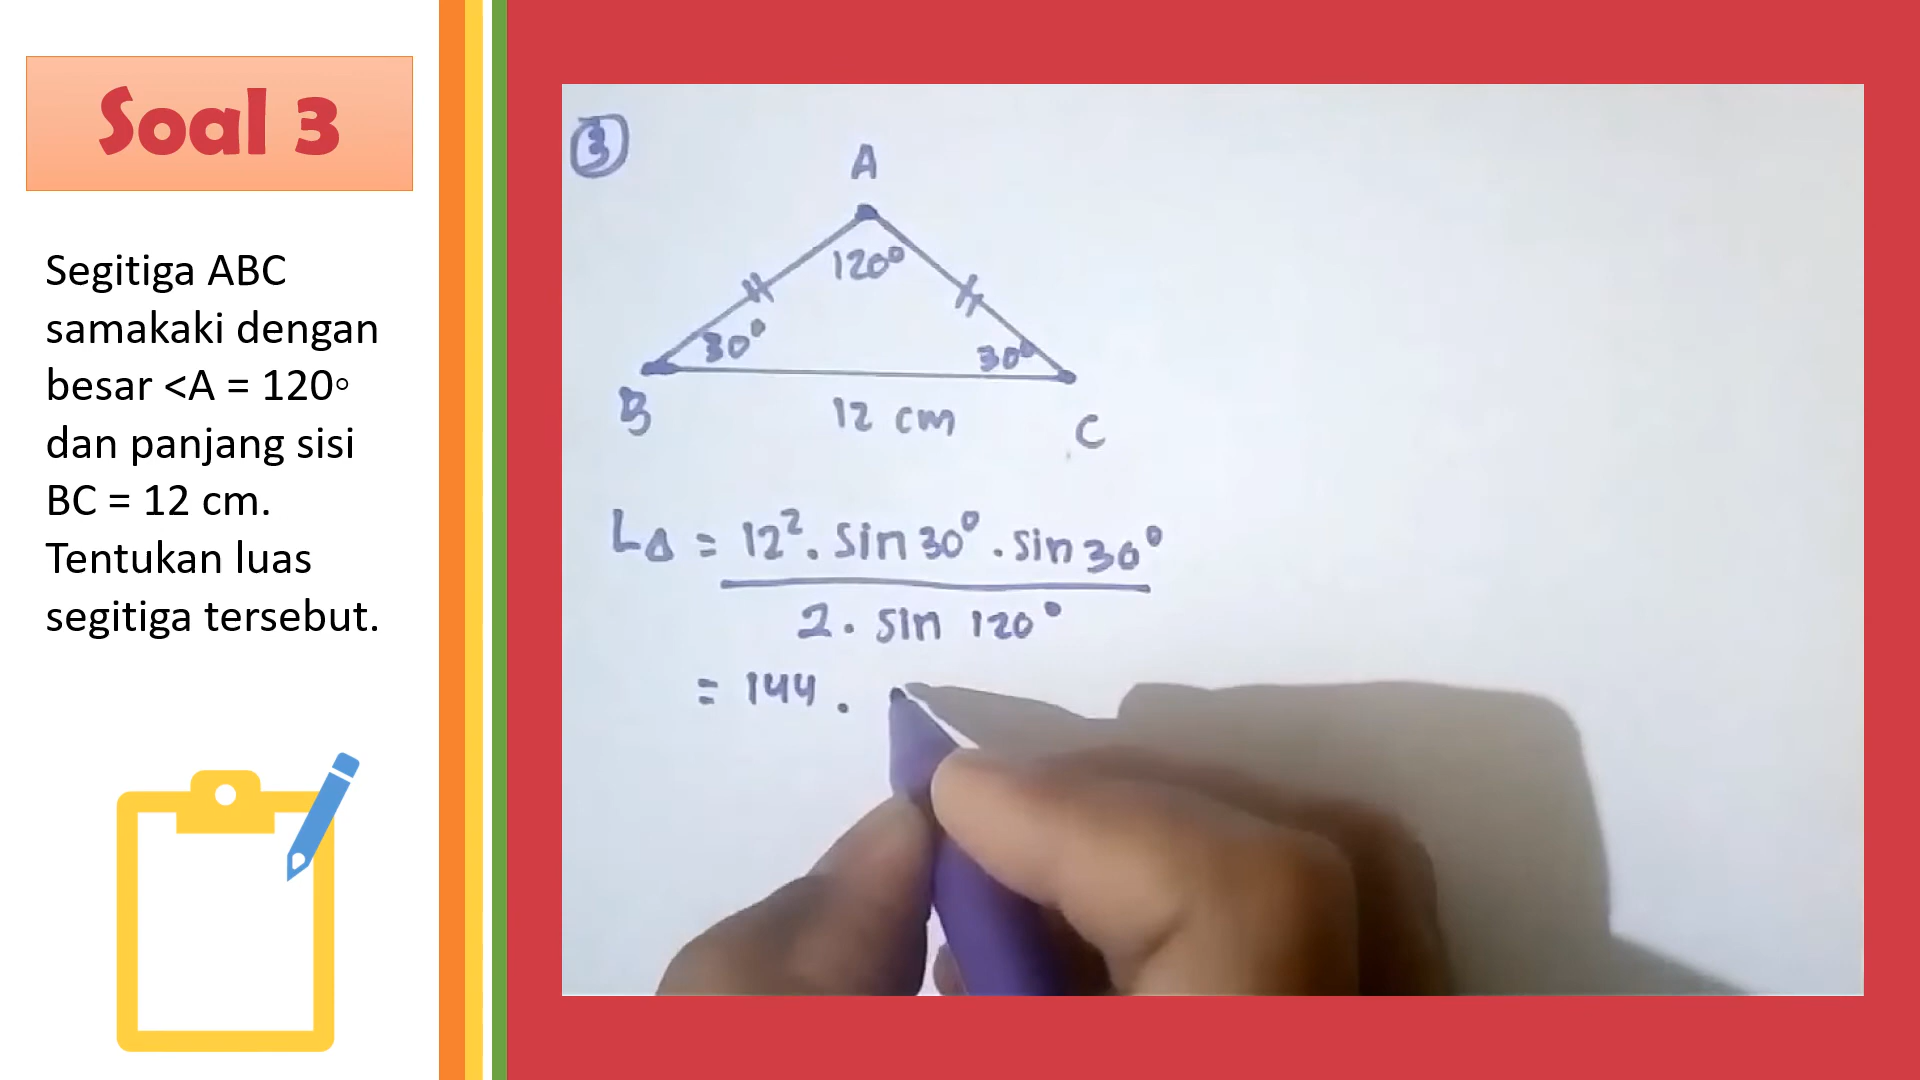 Soal 3
Segitiga ABC
samakaki dengan
besar <A = 120◦
dan panjang sisi
BC = 12 cm.
Tentukan luas
segitiga tersebut.
3
A
120°
30°
30°
B
12 cm
C
L∆ = 12². sin 30° . sin 30°
2 . sin 120°
= 144 .